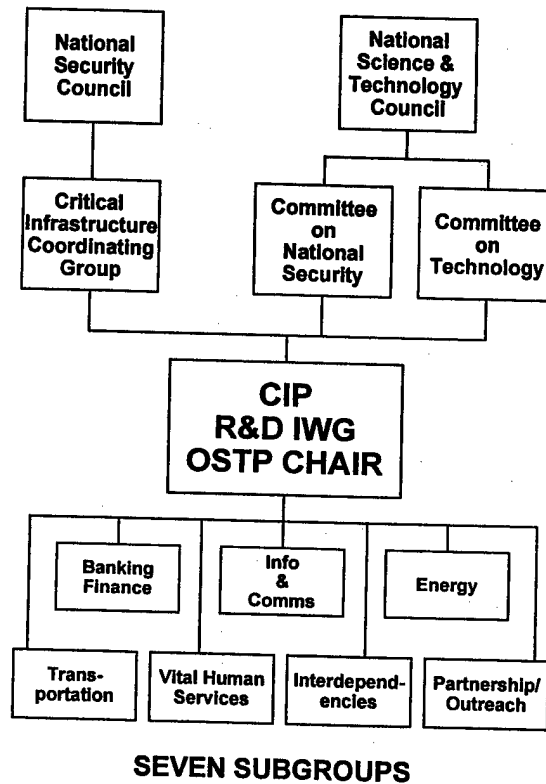 National
Security
Council
National
Science &
Technology
Council
Critical
Infrastructure
Coordinating
Group
Committee
on
National
Security
Committee
on
Technology
CIP
R&D IWG
OSTP CHAIR
Banking
Finance
Info
&
Comms
Energy
Trans-
portation
Vital Human
Services
Interdepend-
encies
Partnership/
Outreach
SEVEN SUBGROUPS